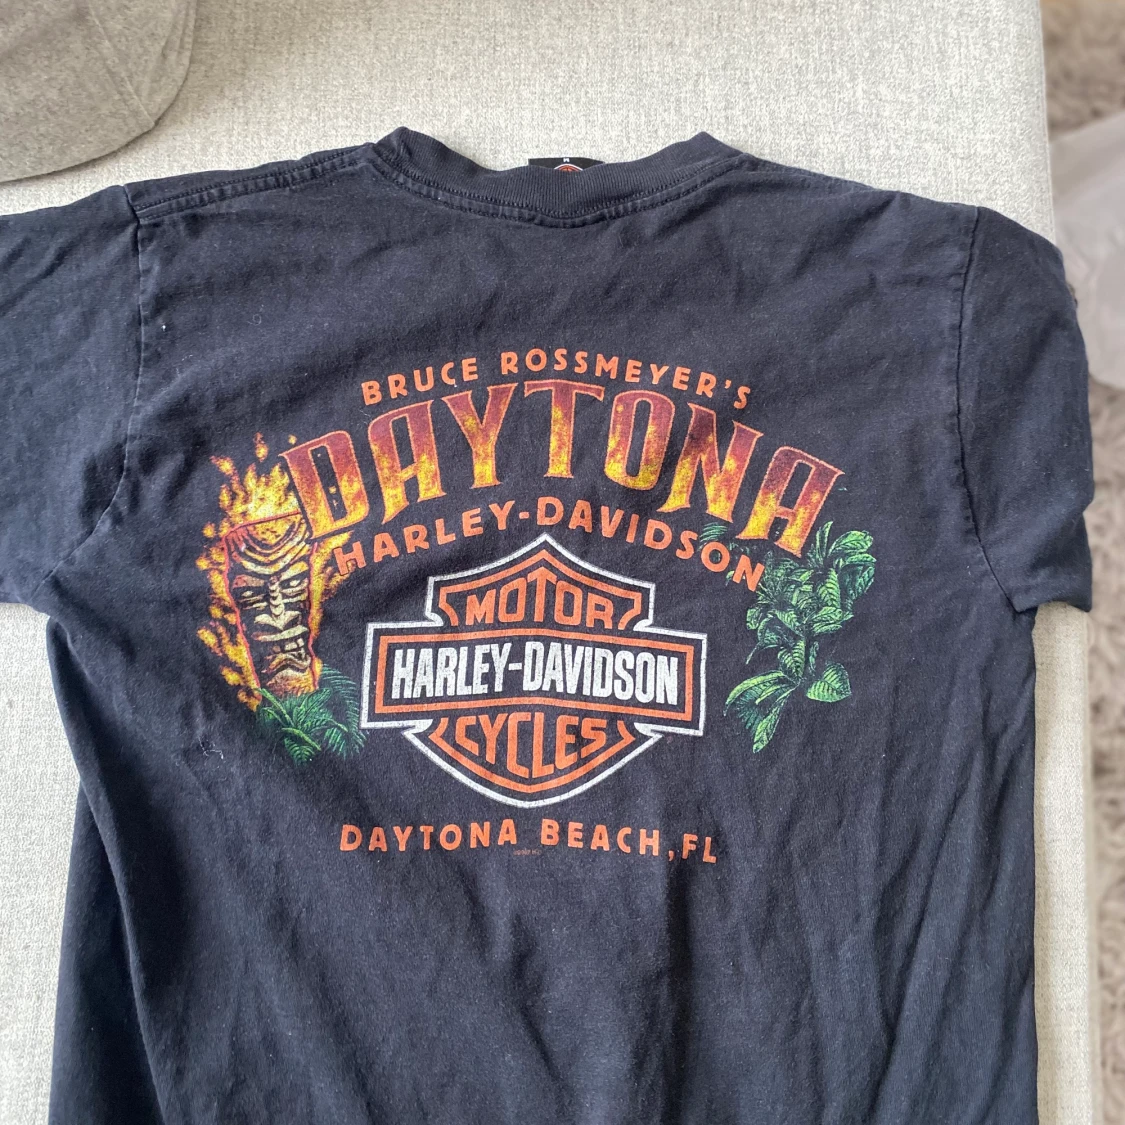 M
BRUCE ROSSMEYER'S
DAYTONA
HARLEY-DAVIDSON
MOTOR
HARLEY-DAVIDSON
CYCLES
DAYTONA BEACH, FL